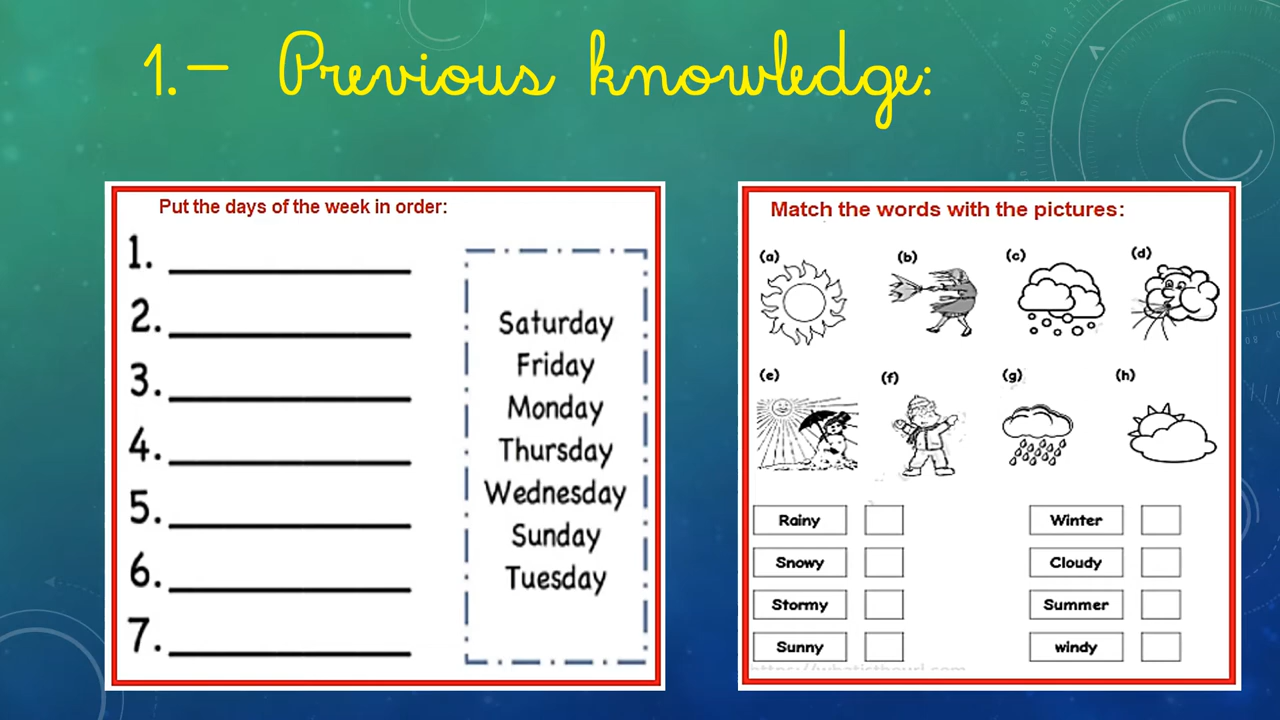 1.- Previous knowledge:
Put the days of the week in order:
1.
2.
3.
4.
5.
6.
7.
Saturday
Friday
Monday
Thursday
Wednesday
Sunday
Tuesday
Match the words with the pictures:
(a) (b) (c) (d)
(e) (f) (g) (h)
Rainy Winter
Snowy Cloudy
Stormy Summer
Sunny windy